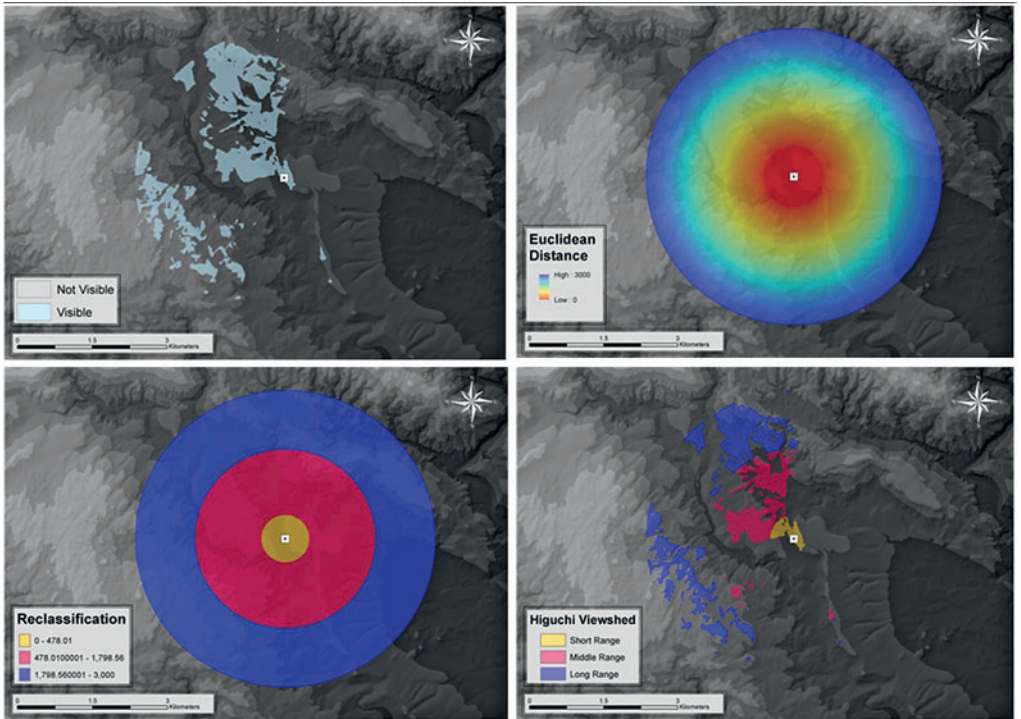 Not Visible
Visible
0 1.5 3
Kilometers
Euclidean
Distance
High : 3000
Low : 0
0 1.5 3
Kilometers
Reclassification
0 - 478.01
478.0100001 - 1,798.56
1,798.560001 - 3,000
0 1.5 3
Kilometers
Higuchi Viewshed
Short Range
Middle Range
Long Range
0 1.5 3
Kilometers